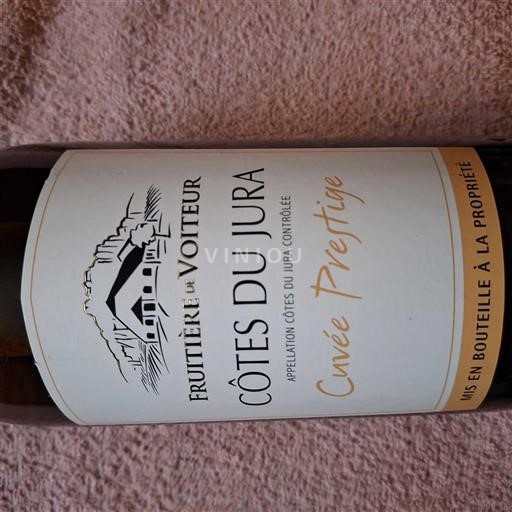 FRUITIÈRE DE VOITEUR
CÔTES DU JURA
APPELLATION CÔTES DU JURA CONTRÔLÉE
Cuvée Prestige
MIS EN BOUTEILLE À LA PROPRIÉTÉ
VINIOU